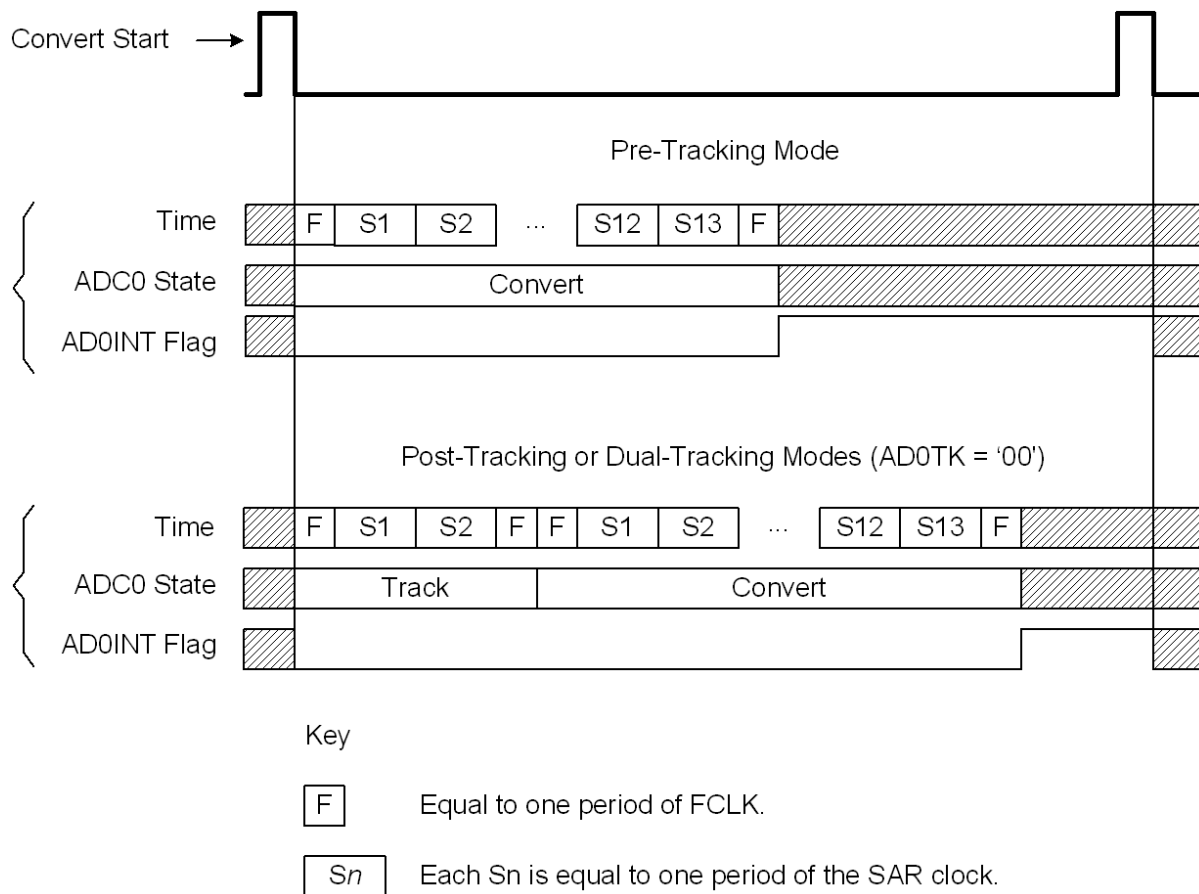 Convert Start
Pre-Tracking Mode
Time F S1 S2 ... S12 S13 F
ADC0 State Convert
AD0INT Flag
Post-Tracking or Dual-Tracking Modes (AD0TK = ‘00’)
Time F S1 S2 F F S1 S2 ... S12 S13 F
ADC0 State Track Convert
AD0INT Flag
Key
F Equal to one period of FCLK.
Sn Each Sn is equal to one period of the SAR clock.